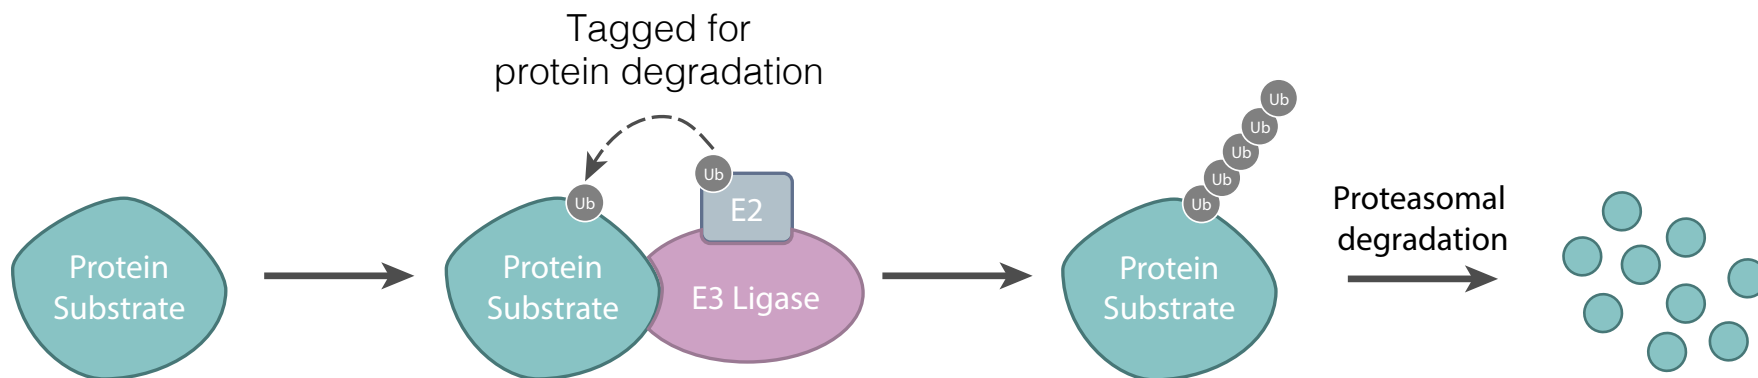 Tagged for
protein degradation
Protein
Substrate
Ub
Ub
E2
Protein
Substrate
E3 Ligase
Ub
Ub
Ub
Ub
Ub
Protein
Substrate
Proteasomal
degradation